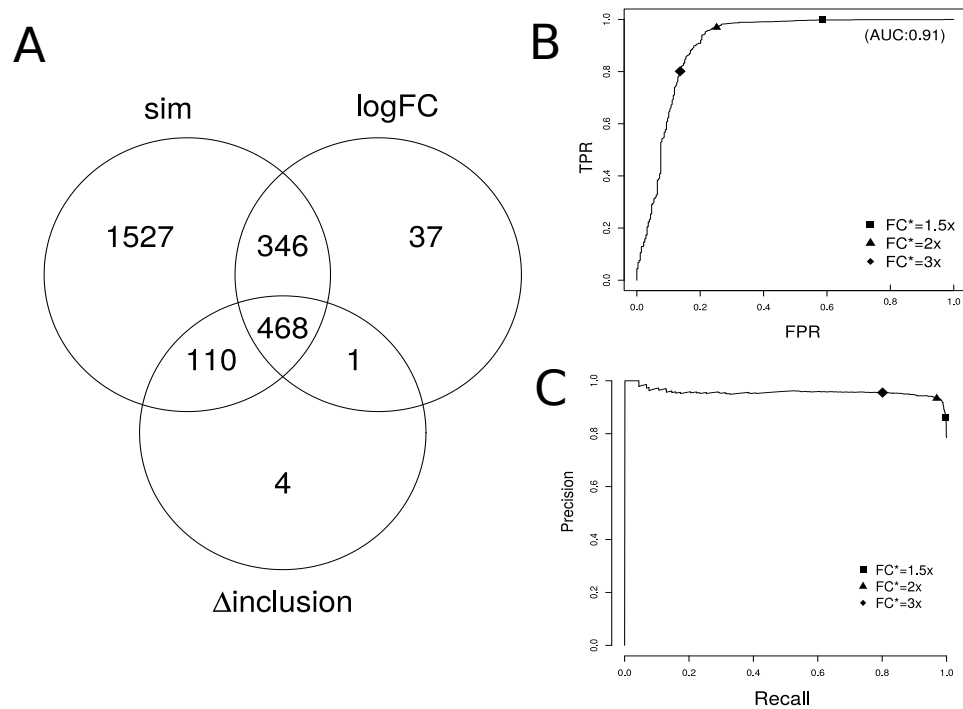 A
sim
logFC
1527
346
37
468
110
1
4
Δinclusion
B
1.0
0.8
0.6
0.4
0.2
0.0
TPR
(AUC:0.91)
FC*=1.5x
FC*=2x
FC*=3x
0.0 0.2 0.4 0.6 0.8 1.0
FPR
C
1.0
0.8
0.6
0.4
0.2
0.0
Precision
FC*=1.5x
FC*=2x
FC*=3x
0.0 0.2 0.4 0.6 0.8 1.0
Recall